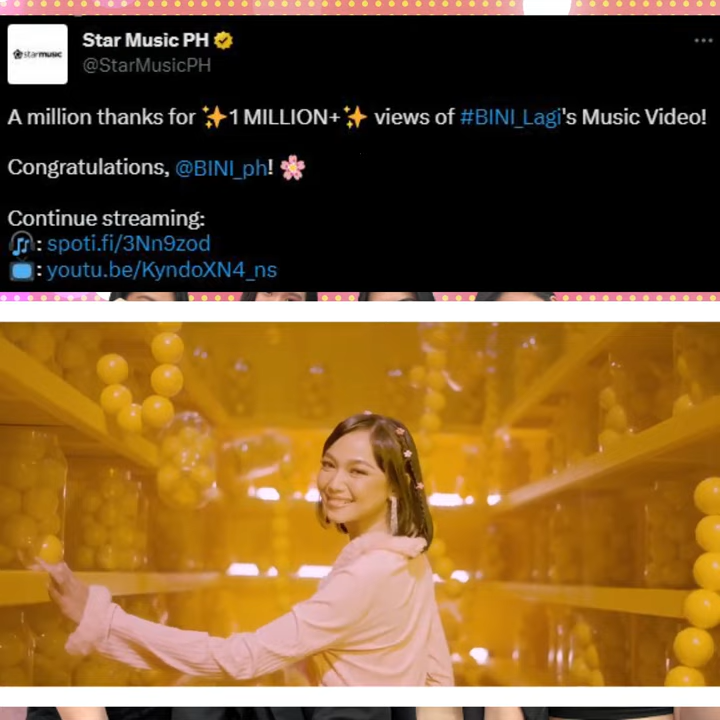 starmusic
Star Music PH
@StarMusicPH
A million thanks for ✨1 MILLION+✨ views of #BINI_Lagi's Music Video!
Congratulations, @BINI_ph! 🌸
Continue streaming:
🎧: spoti.fi/3Nn9zod
📺: youtu.be/KyndoXN4_ns